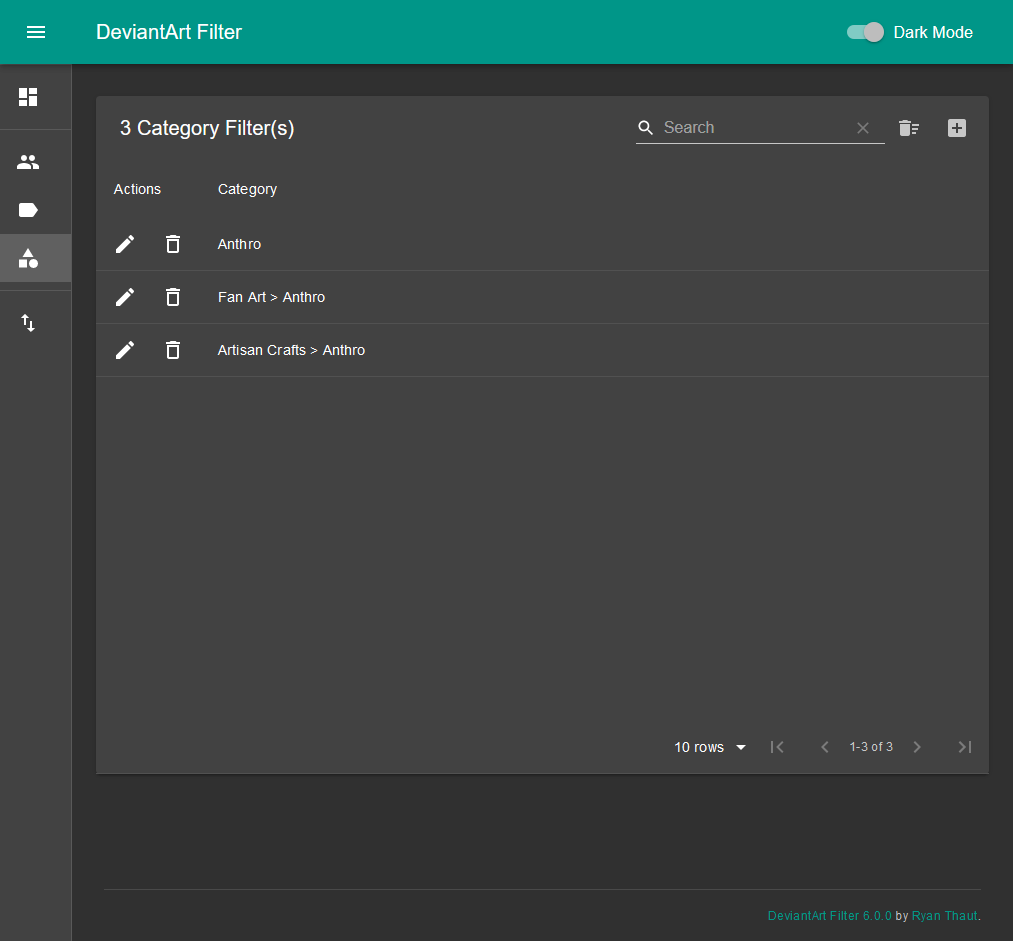 DeviantArt Filter
Dark Mode
3 Category Filter(s)
Search
Actions Category
Anthro
Fan Art > Anthro
Artisan Crafts > Anthro
10 rows 1-3 of 3
DeviantArt Filter 6.0.0 by Ryan Thaut.